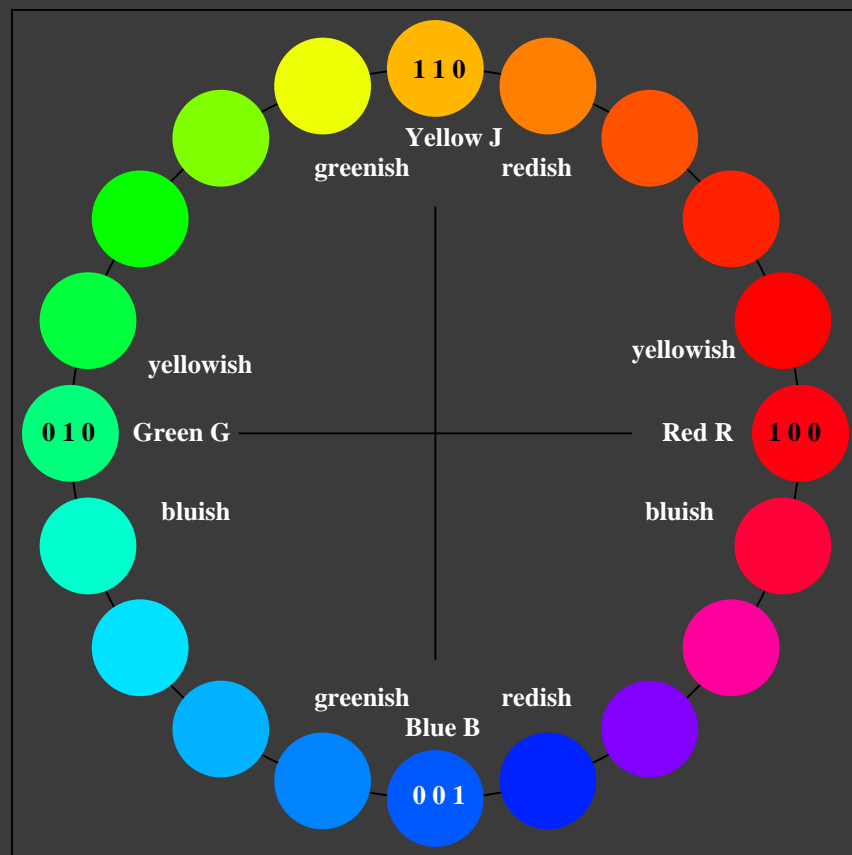 1 1 0
Yellow J
greenish redish
yellowish
yellowish
0 1 0 Green G Red R 1 0 0
bluish bluish
greenish redish
Blue B
0 0 1